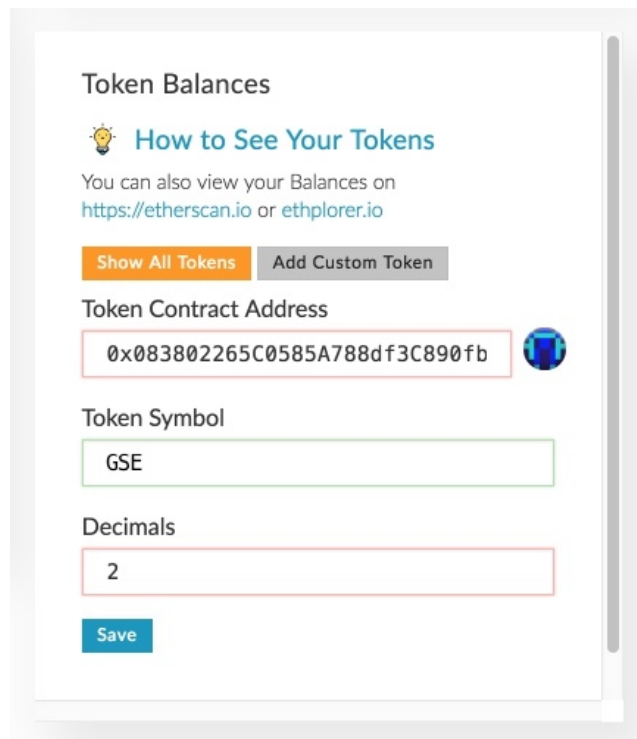 Token Balances
How to See Your Tokens
You can also view your Balances on
https://etherscan.io or ethplorer.io
Show All Tokens Add Custom Token
Token Contract Address
0x083802265C0585A788df3C890fb
Token Symbol
GSE
Decimals
2
Save